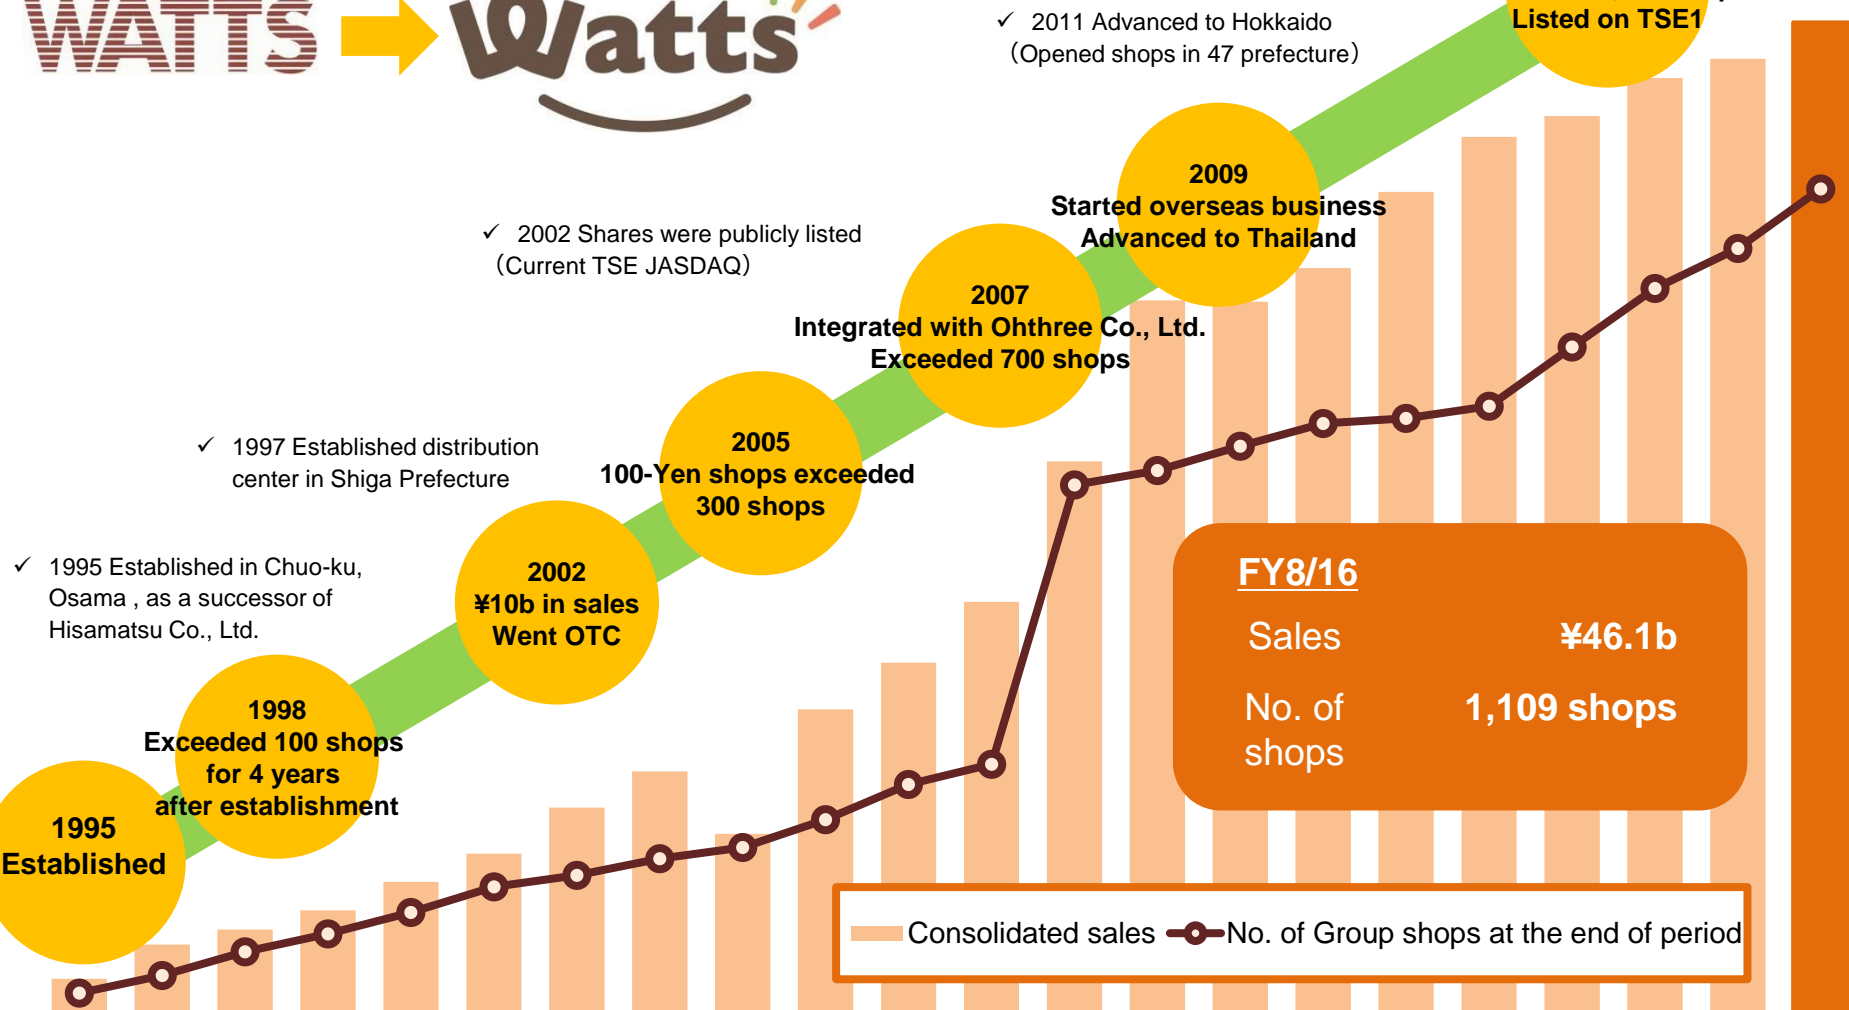 WATTS
Watts
✓ 2011 Advanced to Hokkaido
(Opened shops in 47 prefecture)
Listed on TSE1
2009
Started overseas business
Advanced to Thailand
✓ 2002 Shares were publicly listed
(Current TSE JASDAQ)
2007
Integrated with Ohthree Co., Ltd.
Exceeded 700 shops
✓ 1997 Established distribution
center in Shiga Prefecture
2005
100-Yen shops exceeded
300 shops
✓ 1995 Established in Chuo-ku,
Osama , as a successor of
Hisamatsu Co., Ltd.
2002
¥10b in sales
Went OTC
1998
Exceeded 100 shops
for 4 years
after establishment
1995
Established
FY8/16
Sales ¥46.1b
No. of 1,109 shops
shops
Consolidated sales No. of Group shops at the end of period